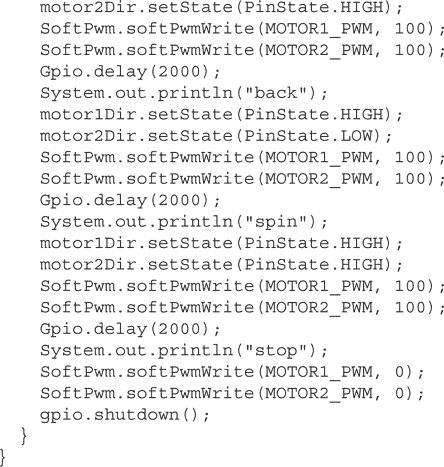 motor2Dir.setState(PinState.HIGH);
    SoftPwm.softPwmWrite(MOTOR1_PWM, 100);
    SoftPwm.softPwmWrite(MOTOR2_PWM, 100);
    Gpio.delay(2000);
    System.out.println("back");
    motor1Dir.setState(PinState.HIGH);
    motor2Dir.setState(PinState.LOW);
    SoftPwm.softPwmWrite(MOTOR1_PWM, 100);
    SoftPwm.softPwmWrite(MOTOR2_PWM, 100);
    Gpio.delay(2000);
    System.out.println("spin");
    motor1Dir.setState(PinState.HIGH);
    motor2Dir.setState(PinState.HIGH);
    SoftPwm.softPwmWrite(MOTOR1_PWM, 100);
    SoftPwm.softPwmWrite(MOTOR2_PWM, 100);
    Gpio.delay(2000);
    System.out.println("stop");
    SoftPwm.softPwmWrite(MOTOR1_PWM, 0);
    SoftPwm.softPwmWrite(MOTOR2_PWM, 0);
    gpio.shutdown();
  }
}